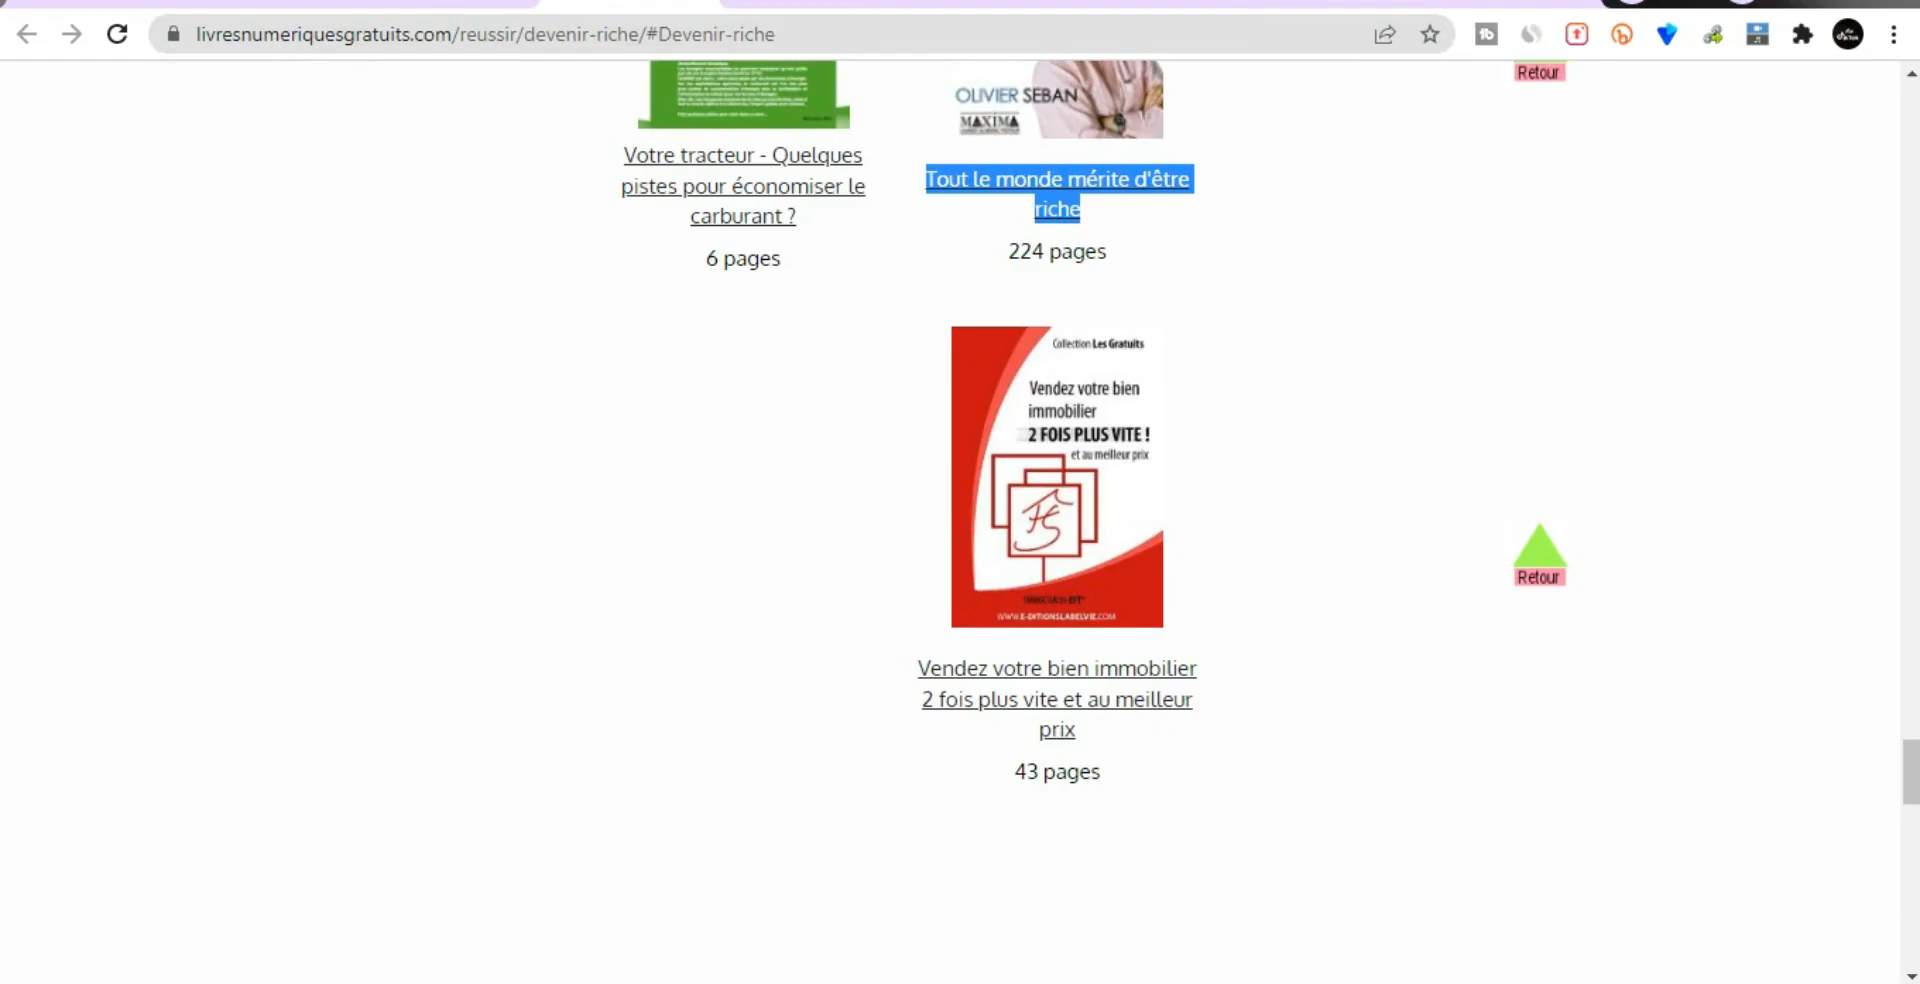 livresnumeriquesgratuits.com/reussir/devenir-riche/#Devenir-riche
Retour
OLIVIER SEBAN
MAXIMA
Votre tracteur - Quelques
pistes pour économiser le
carburant ?
6 pages
Tout le monde mérite d'être
riche
224 pages
Collection Les Gratuits
Vendez votre bien
immobilier
2 FOIS PLUS VITE !
et au meilleur prix
WWW.E-DITIONSLABELVIE.COM
Retour
Vendez votre bien immobilier
2 fois plus vite et au meilleur
prix
43 pages